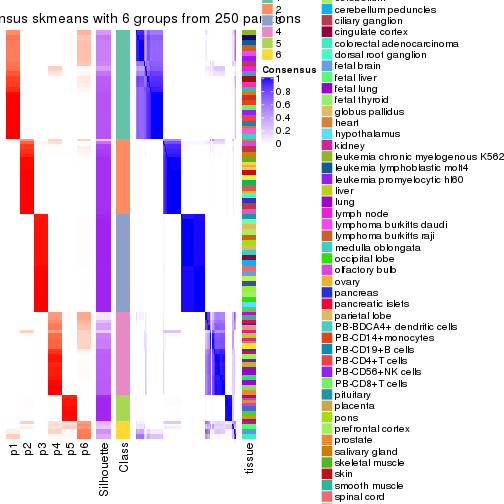 nsus skmeans with 6 groups from 250 partitions
2
4
5
6
Consensus
1
0.8
0.6
0.4
0.2
0
p1
p2
p3
p4
p5
p6
Silhouette
Class
tissue
cerebellum peduncles
ciliary ganglion
cingulate cortex
colorectal adenocarcinoma
dorsal root ganglion
fetal brain
fetal liver
fetal lung
fetal thyroid
globus pallidus
heart
hypothalamus
kidney
leukemia chronic myelogenous K562
leukemia lymphoblastic molt4
leukemia promyelocytic hl60
liver
lung
lymph node
lymphoma burkitts daudi
lymphoma burkitts raji
medulla oblongata
occipital lobe
olfactory bulb
ovary
pancreas
pancreatic islets
parietal lobe
PB-BDCA4+ dendritic cells
PB-CD14+monocytes
PB-CD19+B cells
PB-CD4+T cells
PB-CD56+NK cells
PB-CD8+T cells
pituitary
placenta
pons
prefrontal cortex
prostate
salivary gland
skeletal muscle
skin
smooth muscle
spinal cord